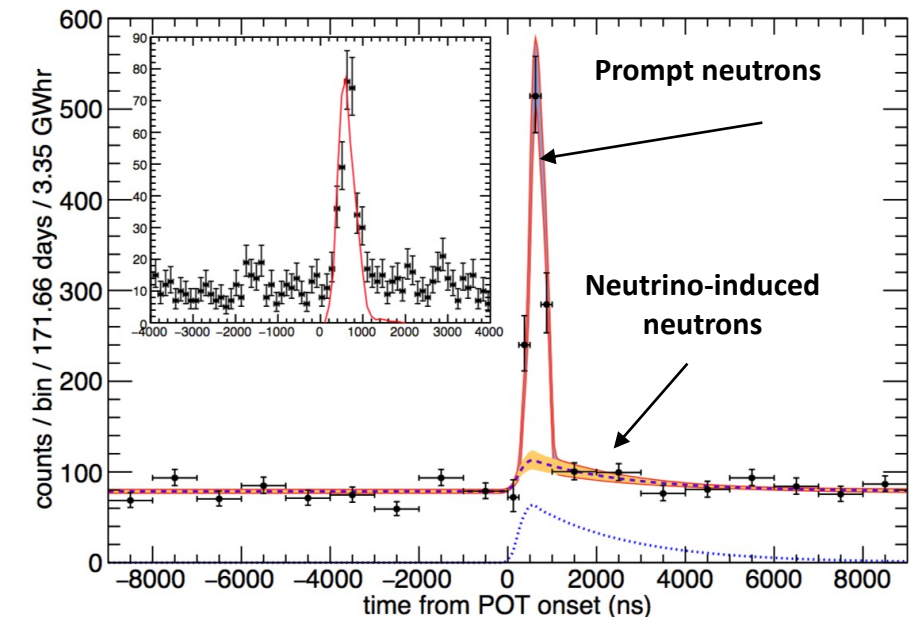 600
500
400
300
200
100
0
counts / bin / 171.66 days / 3.35 GWhr
90
80
70
60
50
40
30
20
10
0
−4000 −3000 −2000 −1000 0 1000 2000 3000 4000
Prompt neutrons
Neutrino-induced
neutrons
−8000 −6000 −4000 −2000 0 2000 4000 6000 8000
time from POT onset (ns)